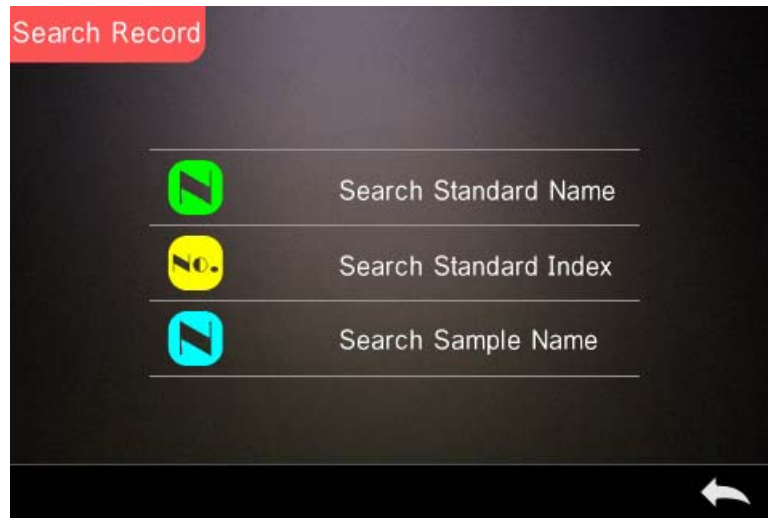 Search Record
N
Search Standard Name
No.
Search Standard Index
N
Search Sample Name